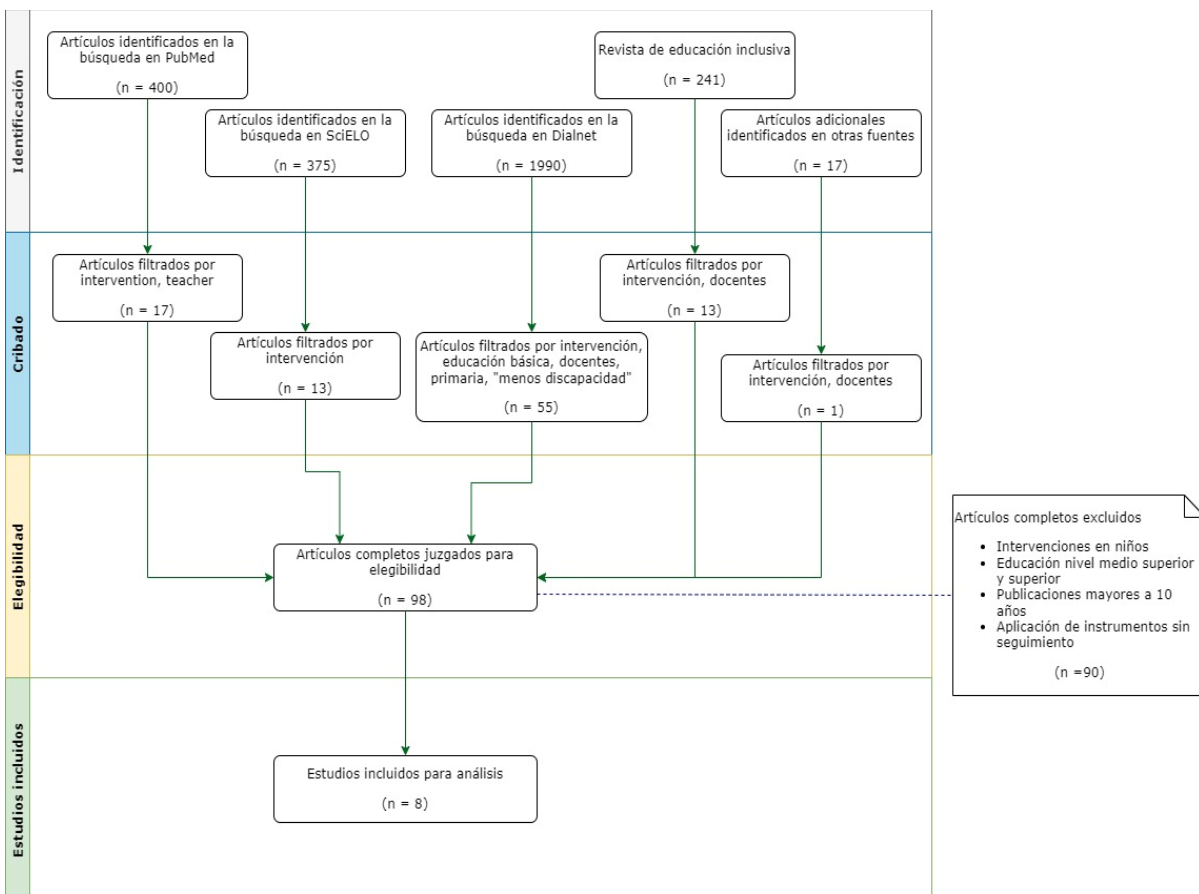 Identificación
Artículos identificados en la
búsqueda en PubMed
(n = 400)
Revista de educación inclusiva
(n = 241)
Artículos identificados en la
búsqueda en SciELO
(n = 375)
Artículos identificados en la
búsqueda en Dialnet
(n = 1990)
Artículos adicionales
identificados en otras fuentes
(n = 17)
Cribado
Artículos filtrados por
intervention, teacher
(n = 17)
Artículos filtrados por
intervención, docentes
(n = 13)
Artículos filtrados por
intervención
(n = 13)
Artículos filtrados por intervención,
educación básica, docentes,
primaria, "menos discapacidad"
(n = 55)
Artículos filtrados por
intervención, docentes
(n = 1)
Elegibilidad
Artículos completos juzgados para
elegibilidad
(n = 98)
Artículos completos excluidos
• Intervenciones en niños
• Educación nivel medio superior
y superior
• Publicaciones mayores a 10
años
• Aplicación de instrumentos sin
seguimiento
(n =90)
Estudios incluidos
Estudios incluidos para análisis
(n = 8)